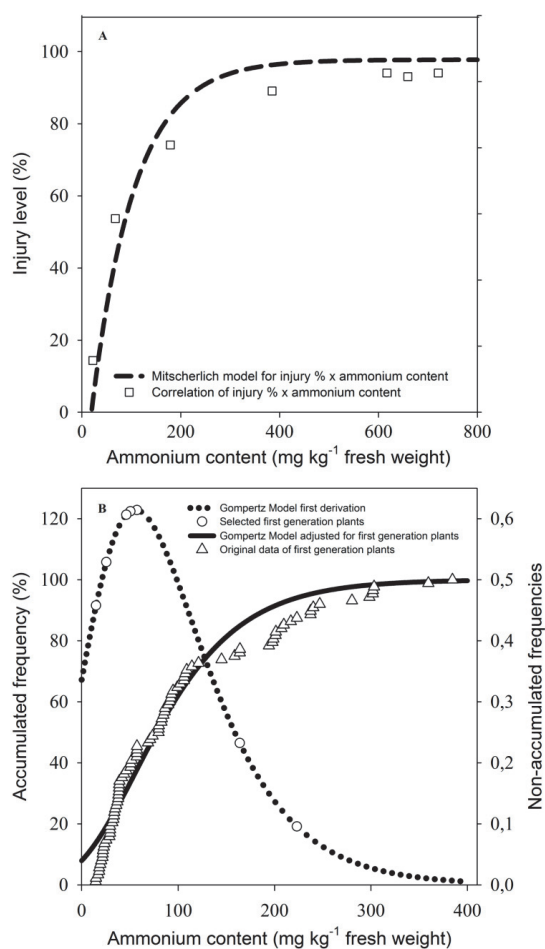 A
100
80
60
40
20
0
Injury level (%)
Mitscherlich model for injury % x ammonium content
Correlation of injury % x ammonium content
0 200 400 600 800
Ammonium content (mg kg⁻¹ fresh weight)
B
Gompertz Model first derivation
Selected first generation plants
Gompertz Model adjusted for first generation plants
Original data of first generation plants
120
100
80
60
40
20
0
Accumulated frequency (%)
0,6
0,5
0,4
0,3
0,2
0,1
0,0
Non-accumulated frequencies
0 100 200 300 400
Ammonium content (mg kg⁻¹ fresh weight)